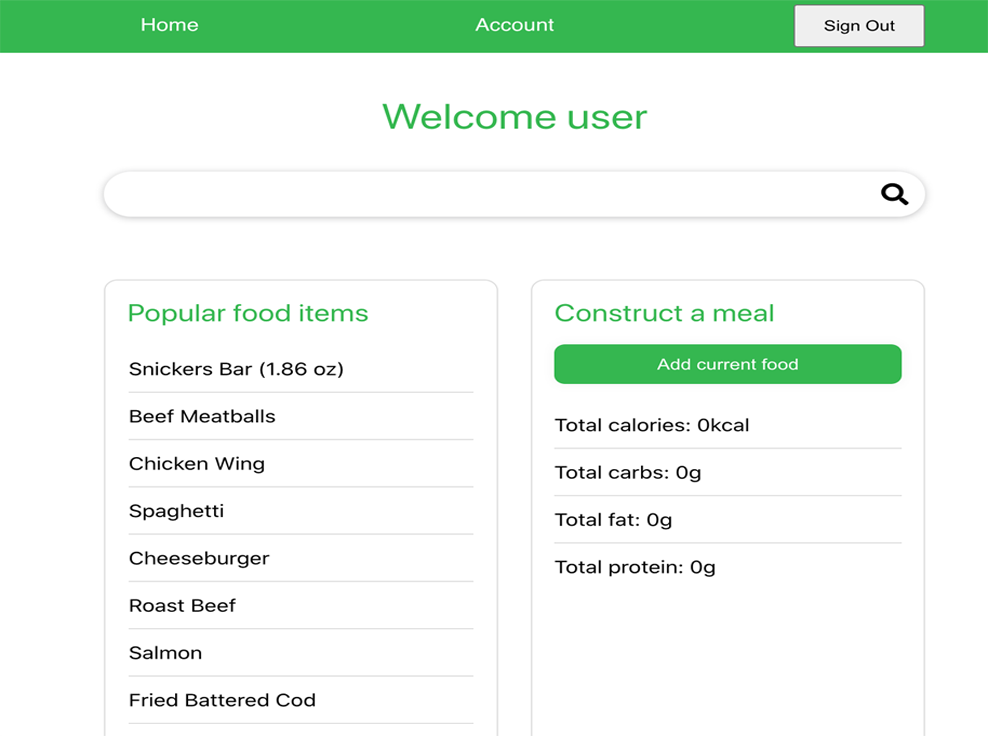 Home Account Sign Out
Welcome user
Popular food items
Snickers Bar (1.86 oz)
Beef Meatballs
Chicken Wing
Spaghetti
Cheeseburger
Roast Beef
Salmon
Fried Battered Cod
Construct a meal
Add current food
Total calories: 0kcal
Total carbs: 0g
Total fat: 0g
Total protein: 0g